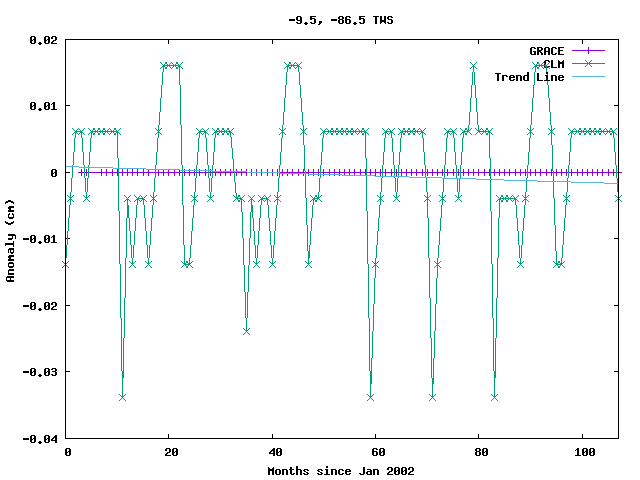 -9.5, -86.5 TWS
GRACE
CLM
Trend Line
0.02
0.01
0
-0.01
-0.02
-0.03
-0.04
Anomaly (cm)
0 20 40 60 80 100
Months since Jan 2002